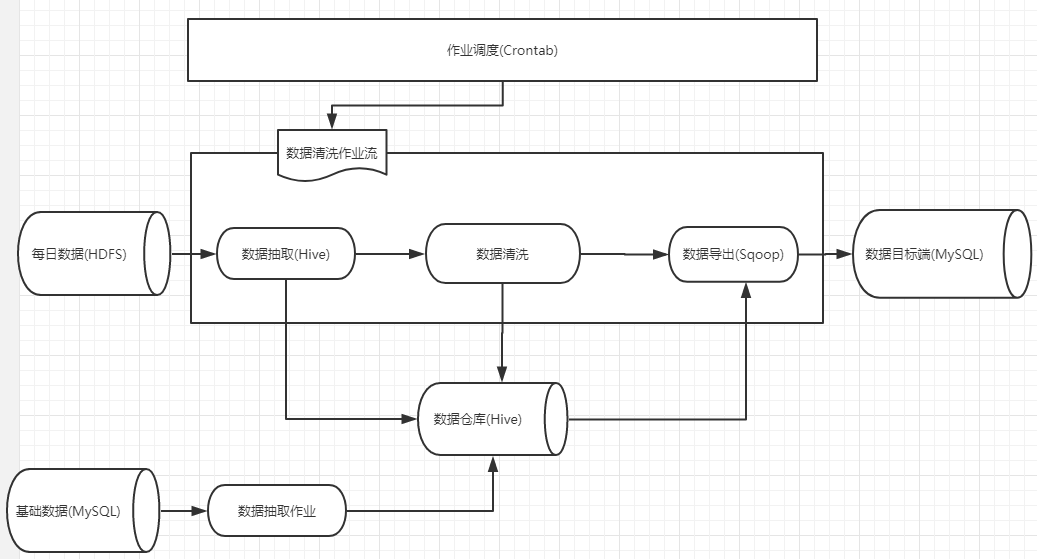 作业调度(Crontab)
数据清洗作业流
每日数据(HDFS)
数据抽取(Hive)
数据清洗
数据导出(Sqoop)
数据目标端(MySQL)
数据仓库(Hive)
基础数据(MySQL)
数据抽取作业